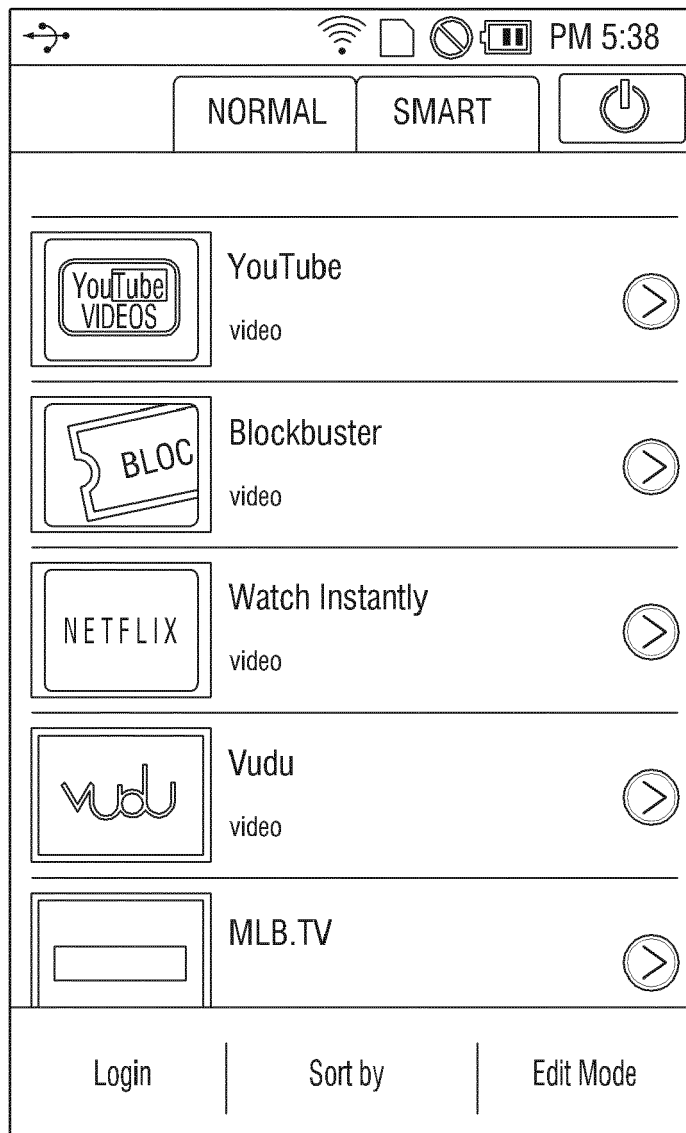 PM 5:38
NORMAL SMART
YouTube
VIDEOS
YouTube
video
BLOC
Blockbuster
video
NETFLIX
Watch Instantly
video
vudu
Vudu
video
MLB.TV
Login Sort by Edit Mode